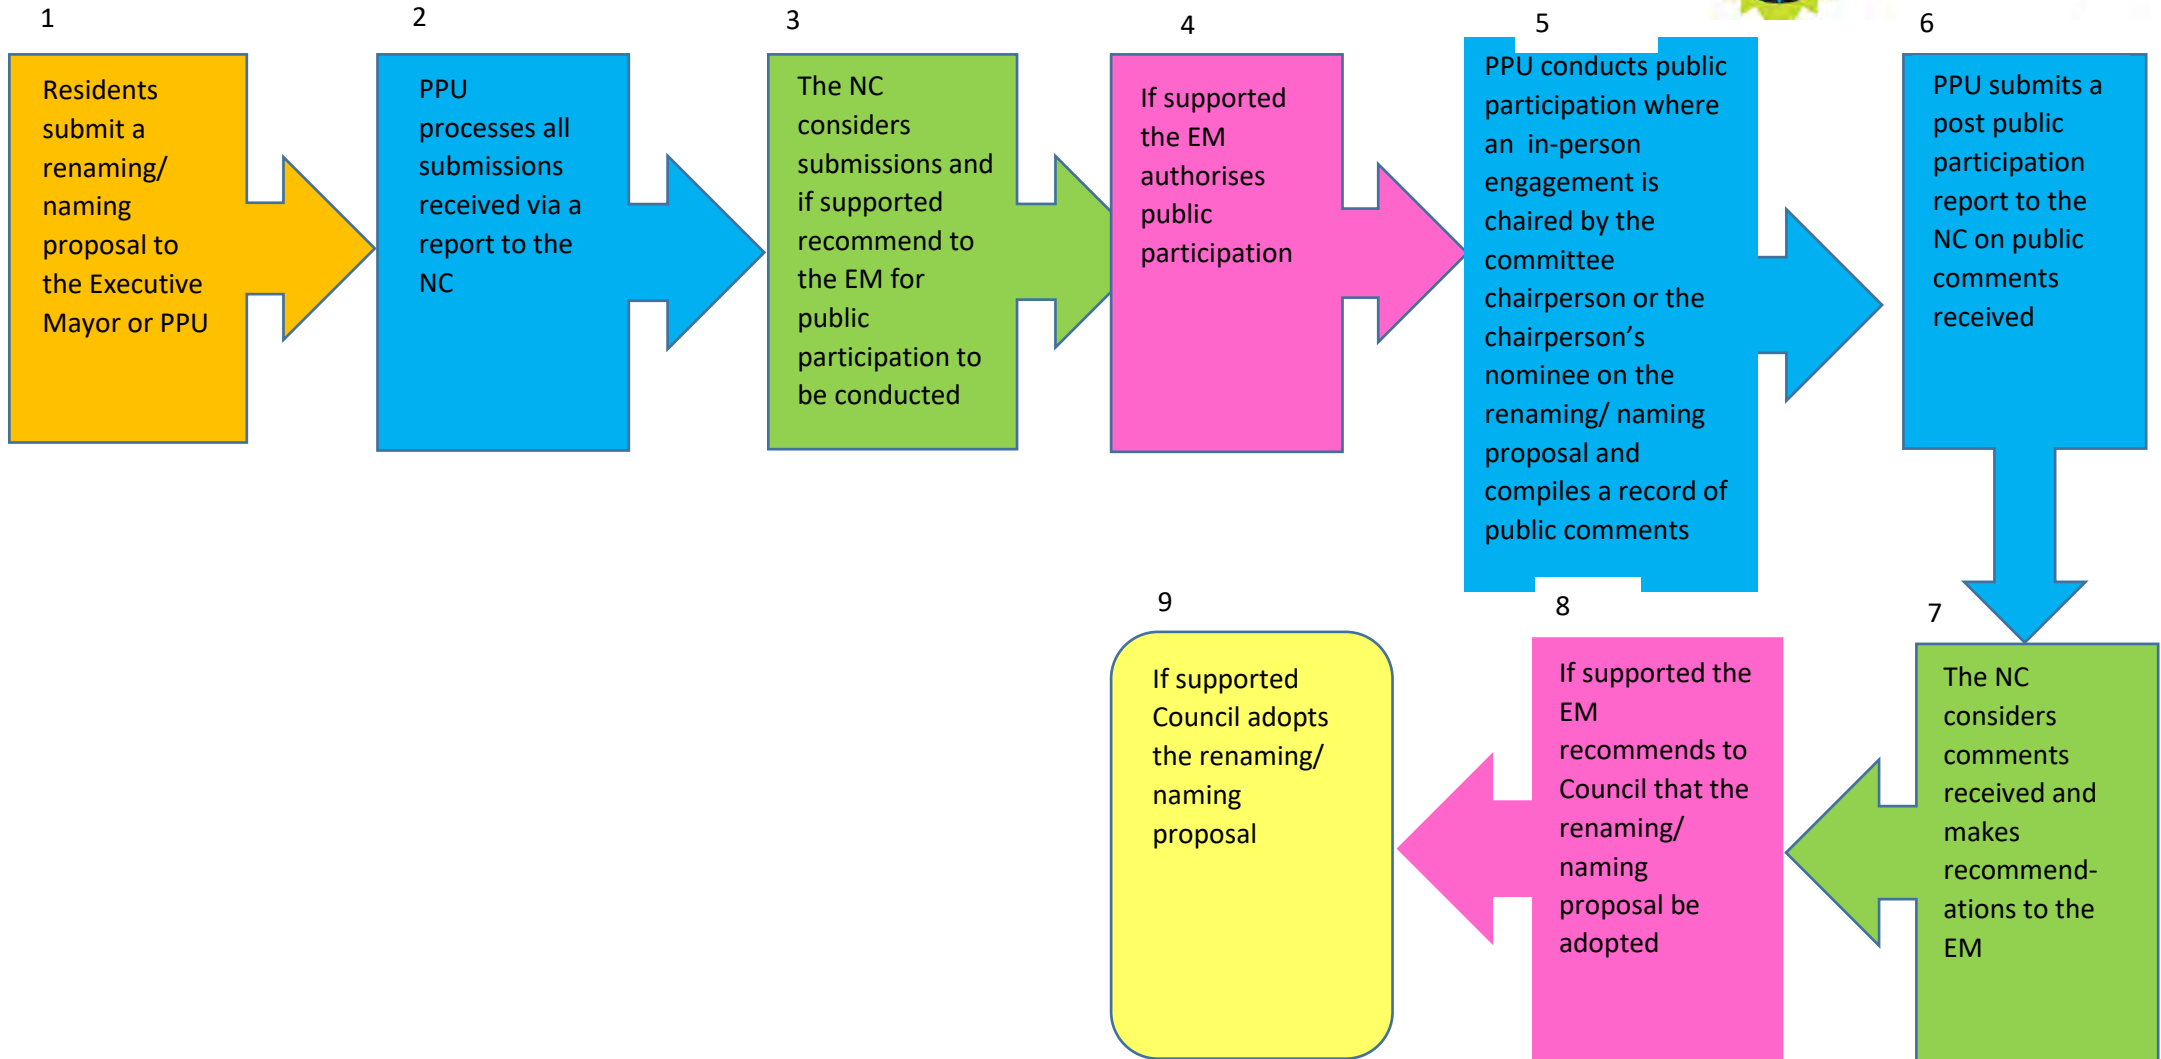 1
Residents
submit a
renaming/
naming
proposal to
the Executive
Mayor or PPU
2
PPU
processes all
submissions
received via a
report to the
NC
3
The NC
considers
submissions and
if supported
recommend to
the EM for
public
participation to
be conducted
4
If supported
the EM
authorises
public
participation
5
PPU conducts public
participation where
an in-person
engagement is
chaired by the
committee
chairperson or the
chairperson’s
nominee on the
renaming/ naming
proposal and
compiles a record of
public comments
6
PPU submits a
post public
participation
report to the
NC on public
comments
received
7
The NC
considers
comments
received and
makes
recommend-
ations to the
EM
8
If supported the
EM
recommends to
Council that the
renaming/
naming
proposal be
adopted
9
If supported
Council adopts
the renaming/
naming
proposal